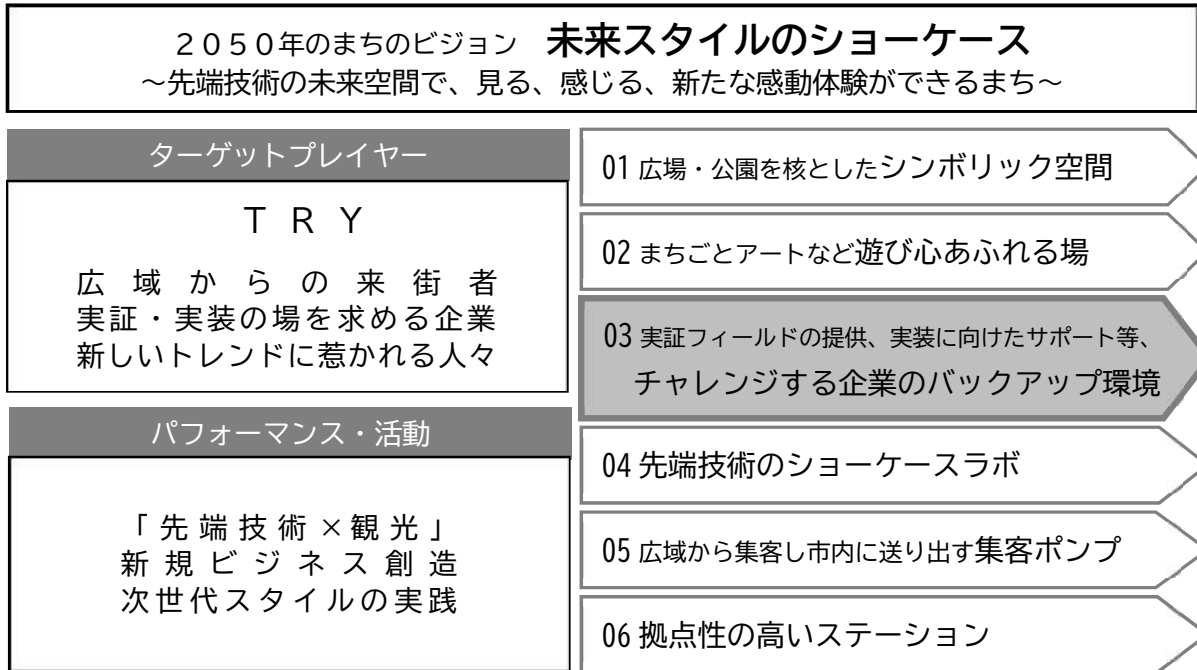 ２０５０年のまちのビジョン　未来スタイルのショーケース
～先端技術の未来空間で、見る、感じる、新たな感動体験ができるまち～
ターゲットプレイヤー
ＴＲＹ
広域からの来街者
実証・実装の場を求める企業
新しいトレンドに惹かれる人々
パフォーマンス・活動
「先端技術×観光」
新規ビジネス創造
次世代スタイルの実践
01 広場・公園を核としたシンボリック空間
02 まちごとアートなど遊び心あふれる場
03 実証フィールドの提供、実装に向けたサポート等、
チャレンジする企業のバックアップ環境
04 先端技術のショーケースラボ
05 広域から集客し市内に送り出す集客ポンプ
06 拠点性の高いステーション